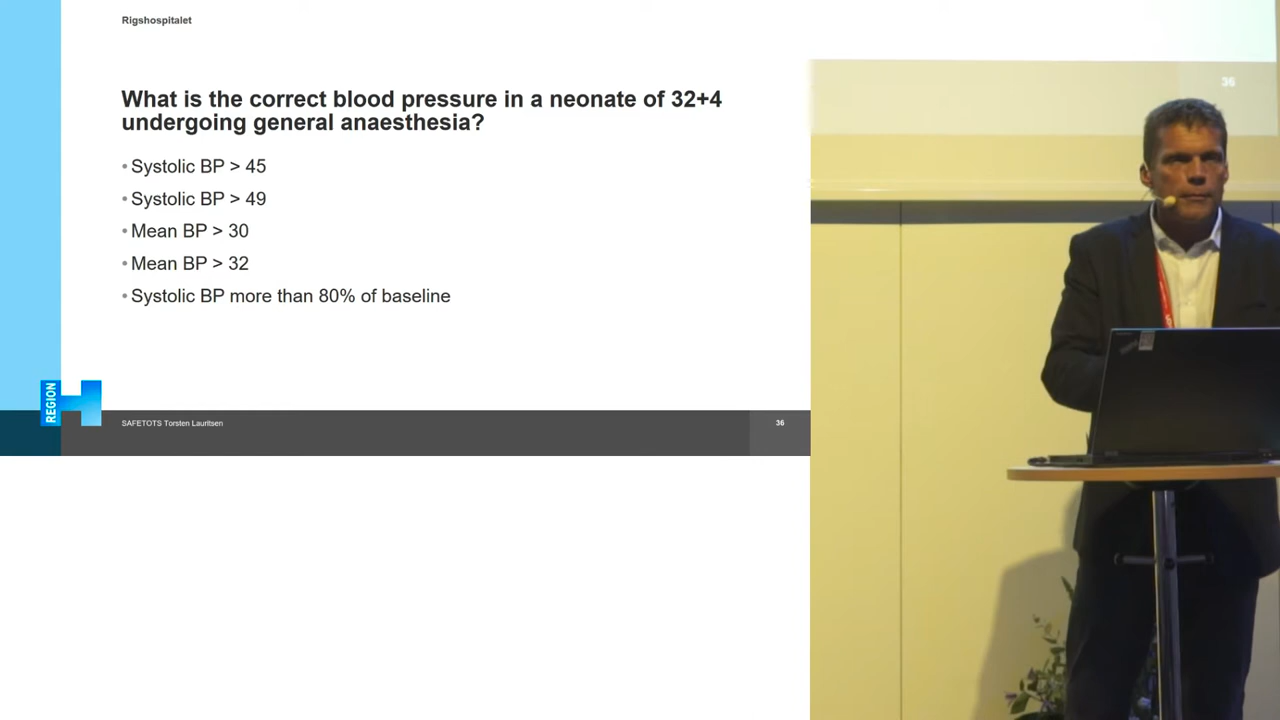 Rigshospitalet
What is the correct blood pressure in a neonate of 32+4
undergoing general anaesthesia?
• Systolic BP > 45
• Systolic BP > 49
• Mean BP > 30
• Mean BP > 32
• Systolic BP more than 80% of baseline
REGION
SAFETOTS Torsten Lauritsen
36
36